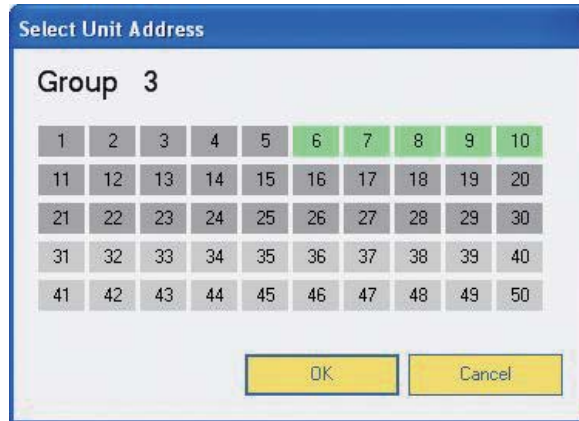 Select Unit Address
Group 3
1 2 3 4 5 6 7 8 9 10
11 12 13 14 15 16 17 18 19 20
21 22 23 24 25 26 27 28 29 30
31 32 33 34 35 36 37 38 39 40
41 42 43 44 45 46 47 48 49 50
OK Cancel